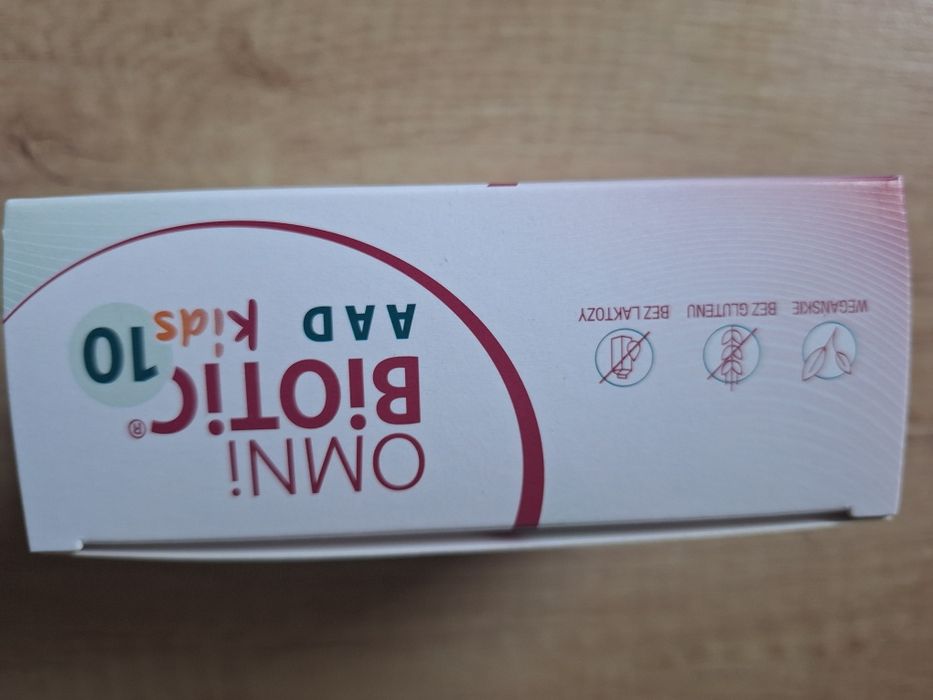 OMNi
BiOTiC®
10
AAD Kids
WEGAŃSKIE
BEZ GLUTENU
BEZ LAKTOZY